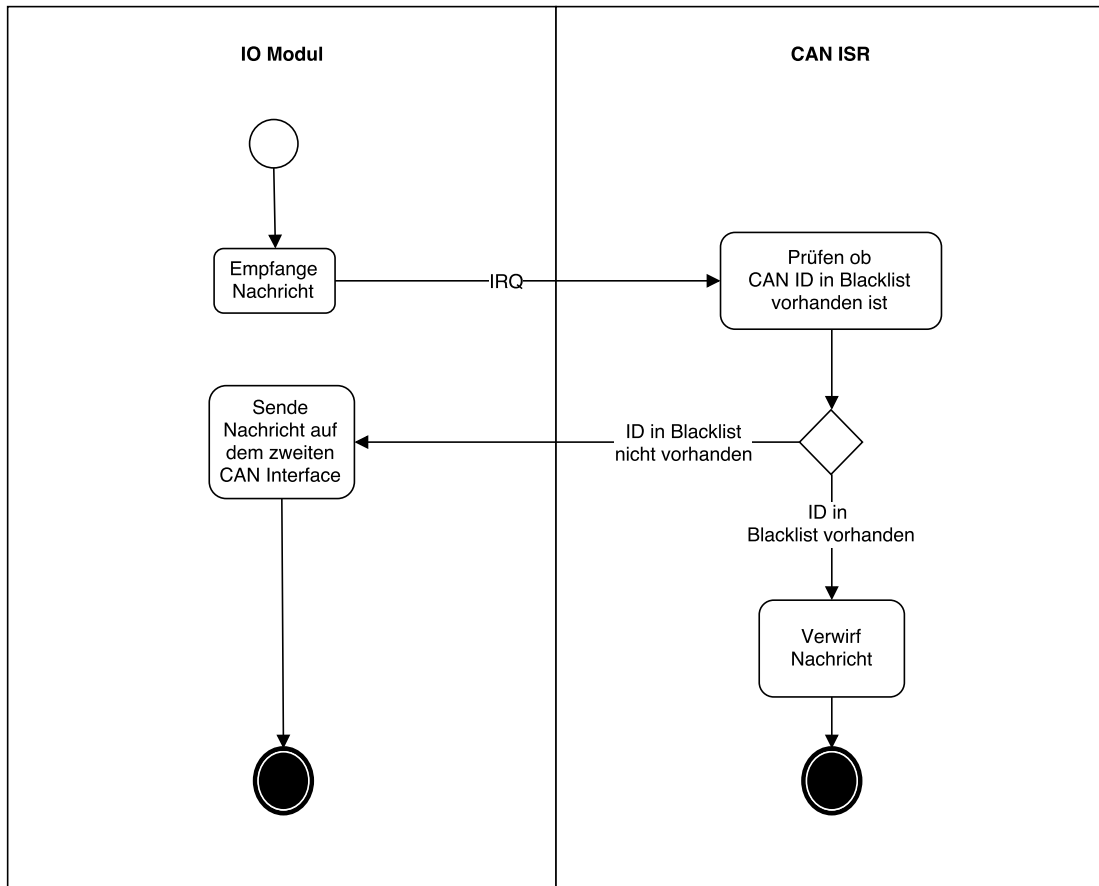 IO Modul
CAN ISR
Empfange
Nachricht
IRQ
Prüfen ob
CAN ID in Blacklist
vorhanden ist
Sende
Nachricht auf
dem zweiten
CAN Interface
ID in Blacklist
nicht vorhanden
ID in
Blacklist vorhanden
Verwirf
Nachricht